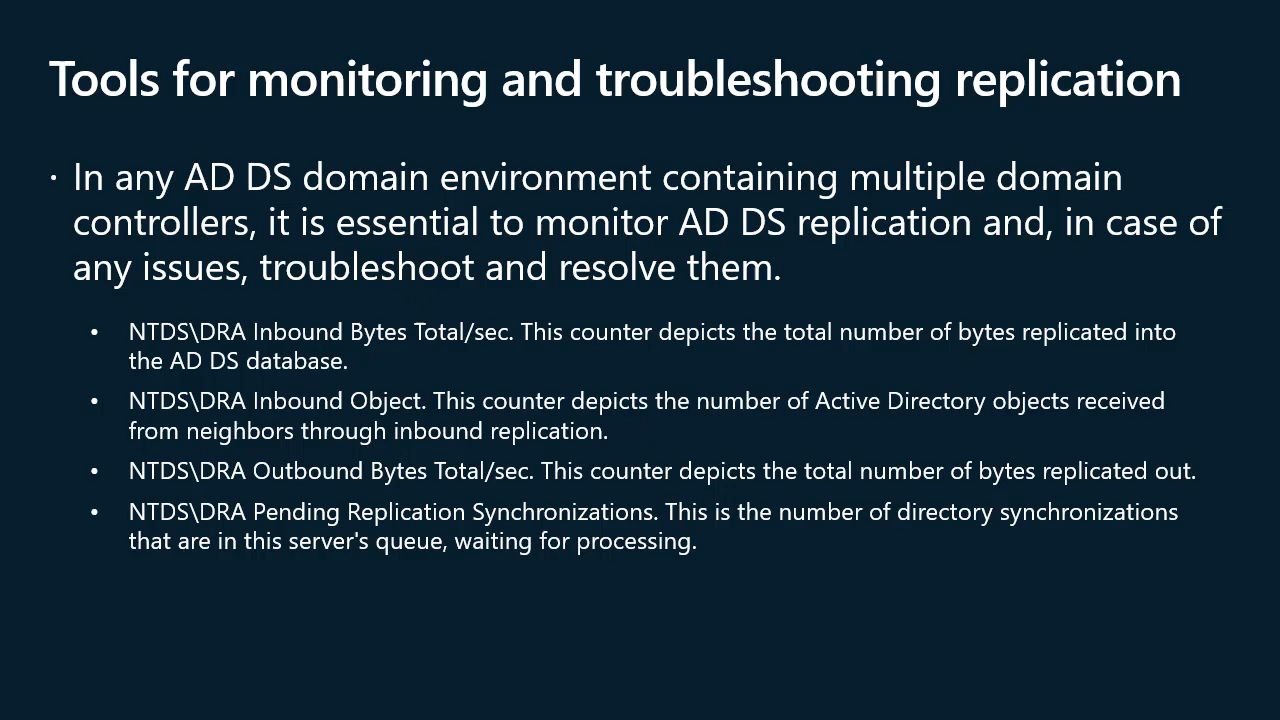 Tools for monitoring and troubleshooting replication
· In any AD DS domain environment containing multiple domain
controllers, it is essential to monitor AD DS replication and, in case of
any issues, troubleshoot and resolve them.
• NTDS\DRA Inbound Bytes Total/sec. This counter depicts the total number of bytes replicated into
the AD DS database.
• NTDS\DRA Inbound Object. This counter depicts the number of Active Directory objects received
from neighbors through inbound replication.
• NTDS\DRA Outbound Bytes Total/sec. This counter depicts the total number of bytes replicated out.
• NTDS\DRA Pending Replication Synchronizations. This is the number of directory synchronizations
that are in this server's queue, waiting for processing.